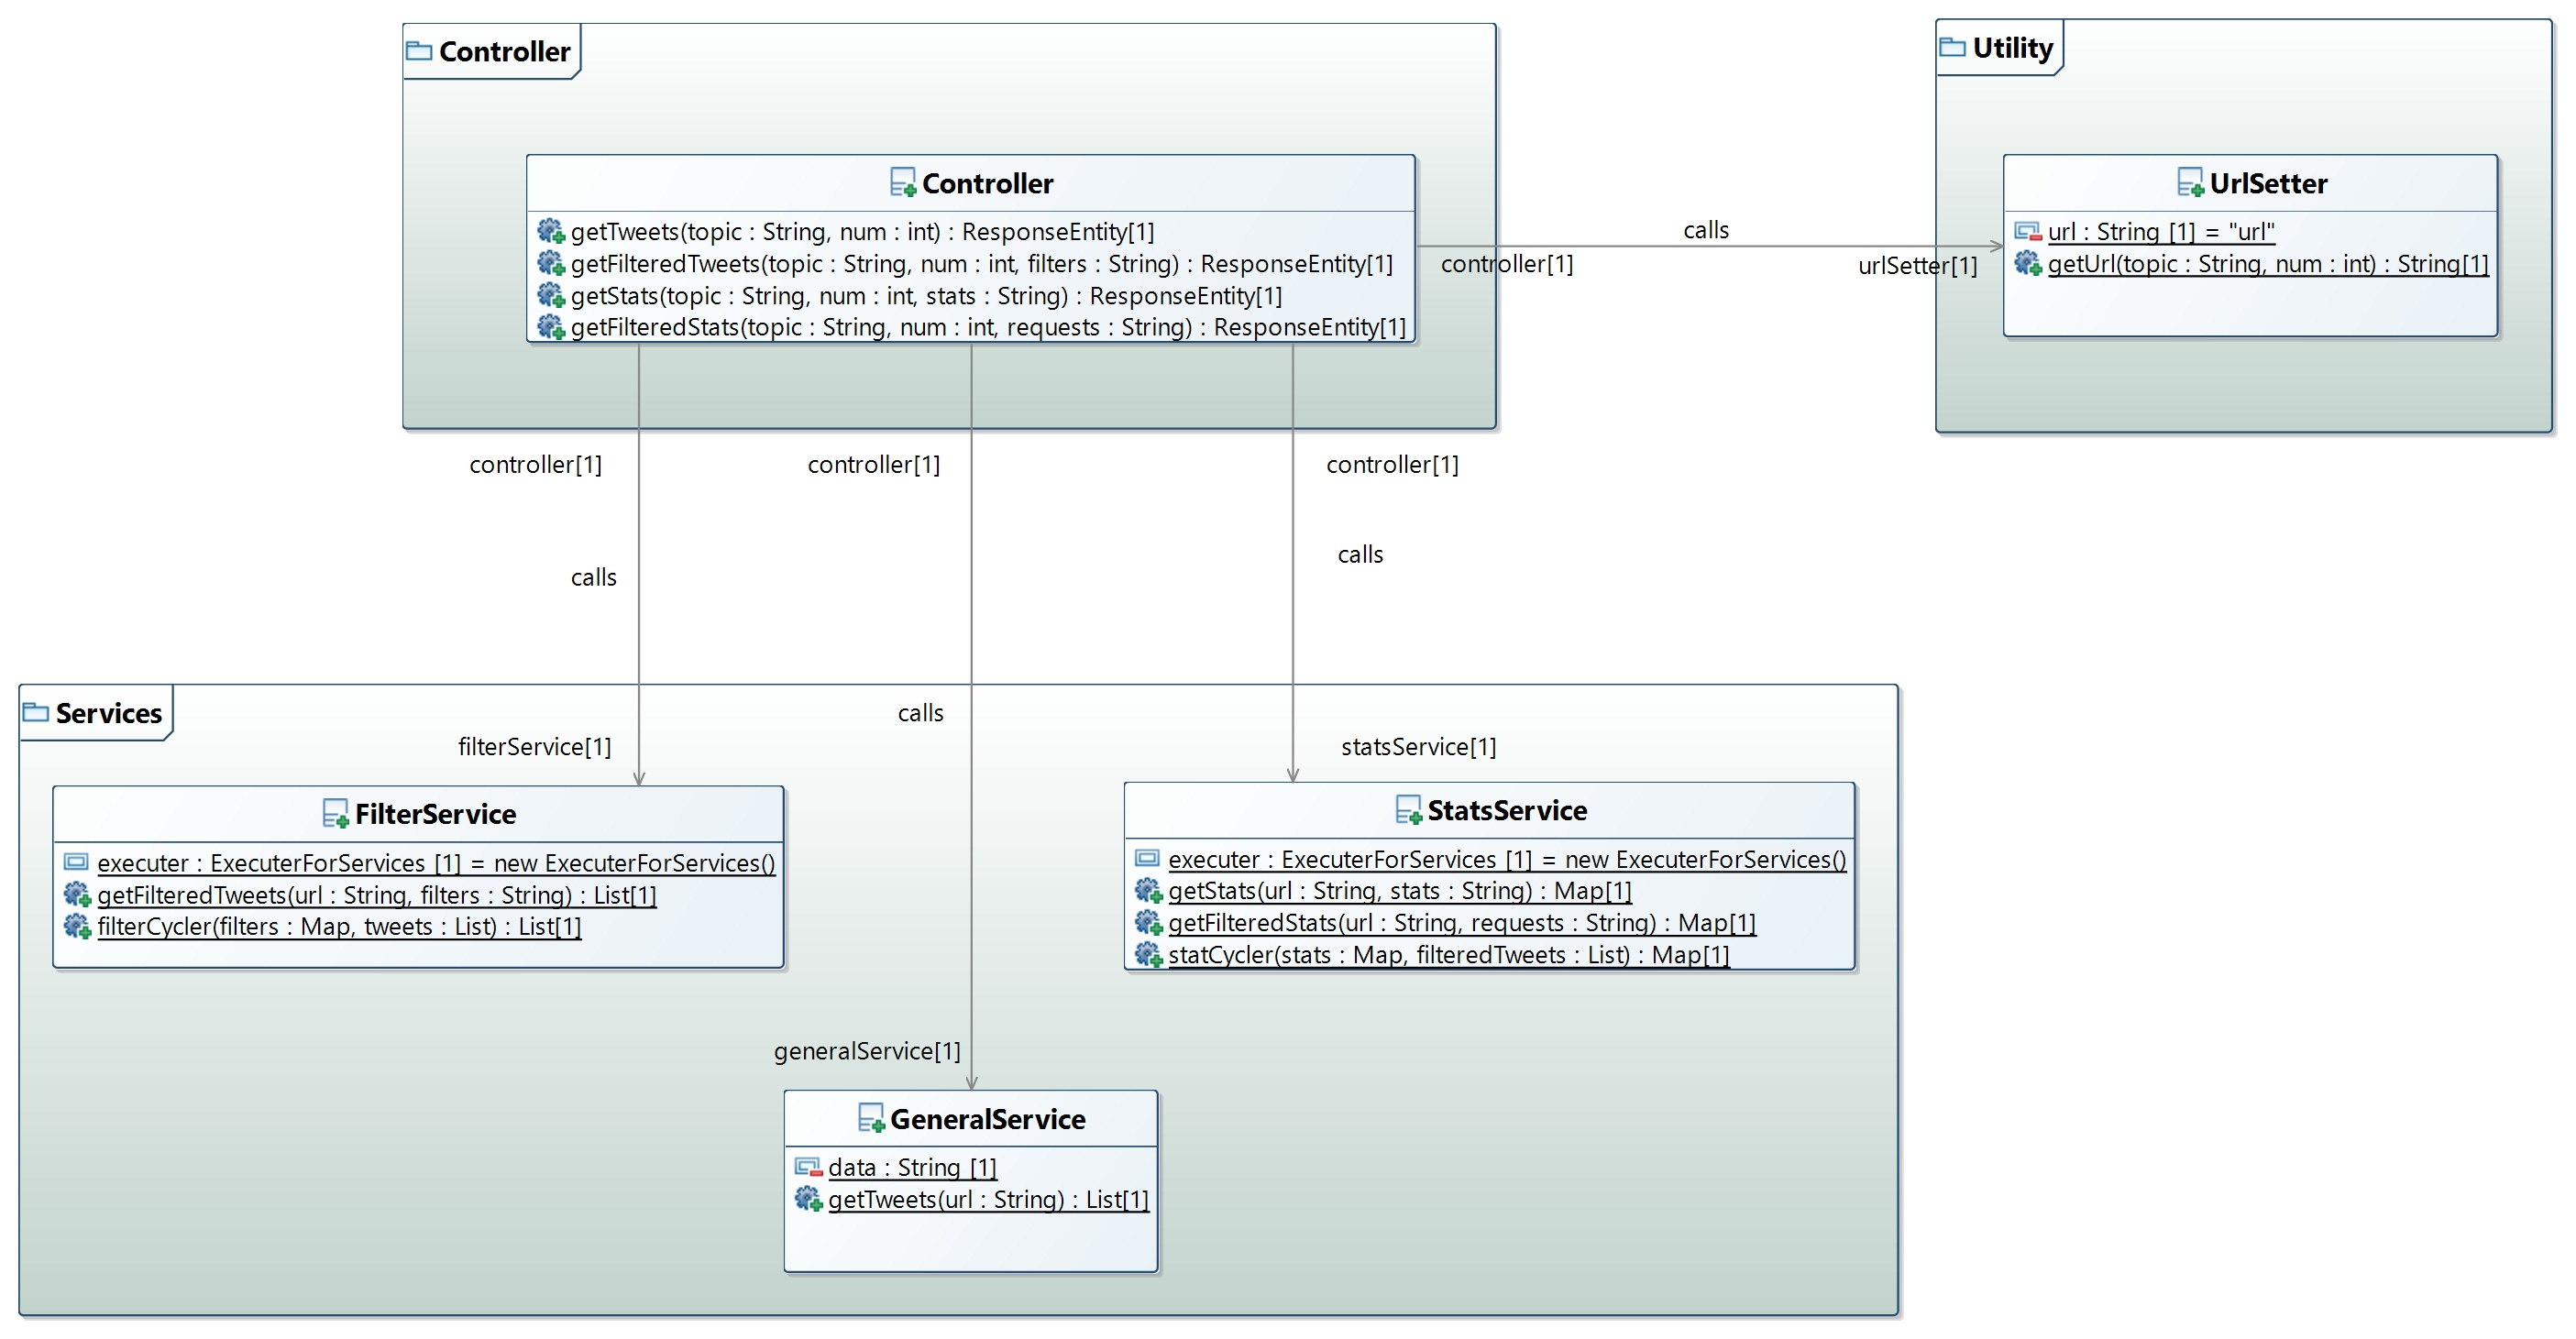 Controller
Controller
getTweets(topic : String, num : int) : ResponseEntity[1]
getFilteredTweets(topic : String, num : int, filters : String) : ResponseEntity[1]
getStats(topic : String, num : int, stats : String) : ResponseEntity[1]
getFilteredStats(topic : String, num : int, requests : String) : ResponseEntity[1]
calls
controller[1]
urlSetter[1]
Utility
UrlSetter
url : String [1] = "url"
getUrl(topic : String, num : int) : String[1]
controller[1]
controller[1]
controller[1]
calls
calls
calls
Services
filterService[1]
statsService[1]
FilterService
executer : ExecuterForServices [1] = new ExecuterForServices()
getFilteredTweets(url : String, filters : String) : List[1]
filterCycler(filters : Map, tweets : List) : List[1]
StatsService
executer : ExecuterForServices [1] = new ExecuterForServices()
getStats(url : String, stats : String) : Map[1]
getFilteredStats(url : String, requests : String) : Map[1]
statCycler(stats : Map, filteredTweets : List) : Map[1]
generalService[1]
GeneralService
data : String [1]
getTweets(url : String) : List[1]